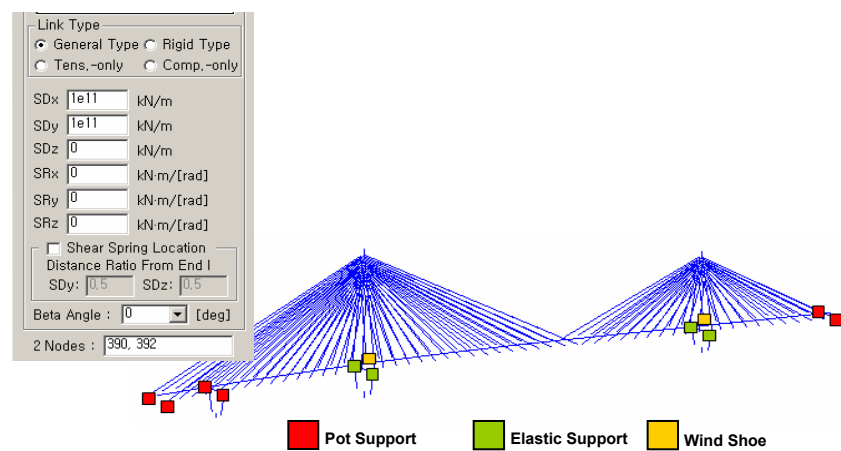 Link Type
General Type Rigid Type
Tens.-only Comp.-only
SDx 1e11 kN/m
SDy 1e11 kN/m
SDz 0 kN/m
SRx 0 kN·m/[rad]
SRy 0 kN·m/[rad]
SRz 0 kN·m/[rad]
Shear Spring Location
Distance Ratio From End I
SDy: 0.5 SDz: 0.5
Beta Angle : 0 [deg]
2 Nodes : 390, 392
Pot Support Elastic Support Wind Shoe